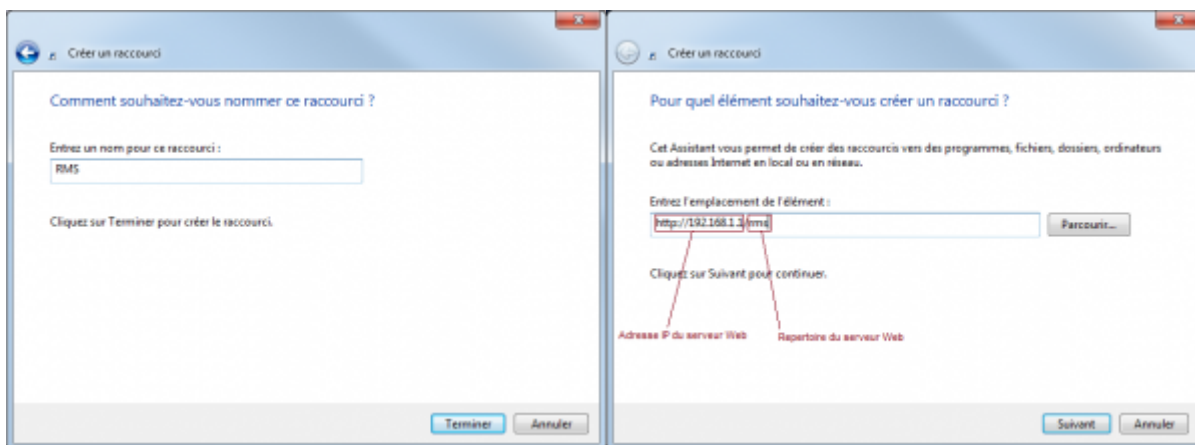 Créer un raccourci
Comment souhaitez-vous nommer ce raccourci ?
Entrez un nom pour ce raccourci :
RMS
Cliquez sur Terminer pour créer le raccourci.
Terminer
Annuler
Créer un raccourci
Pour quel élément souhaitez-vous créer un raccourci ?
Cet Assistant vous permet de créer des raccourcis vers des programmes, fichiers, dossiers, ordinateurs
ou adresses Internet en local ou en réseau.
Entrez l'emplacement de l'élément :
http://192.168.1.1/rms
Parcourir...
Cliquez sur Suivant pour continuer.
Adresse IP du serveur Web
Repertoire du serveur Web
Suivant
Annuler